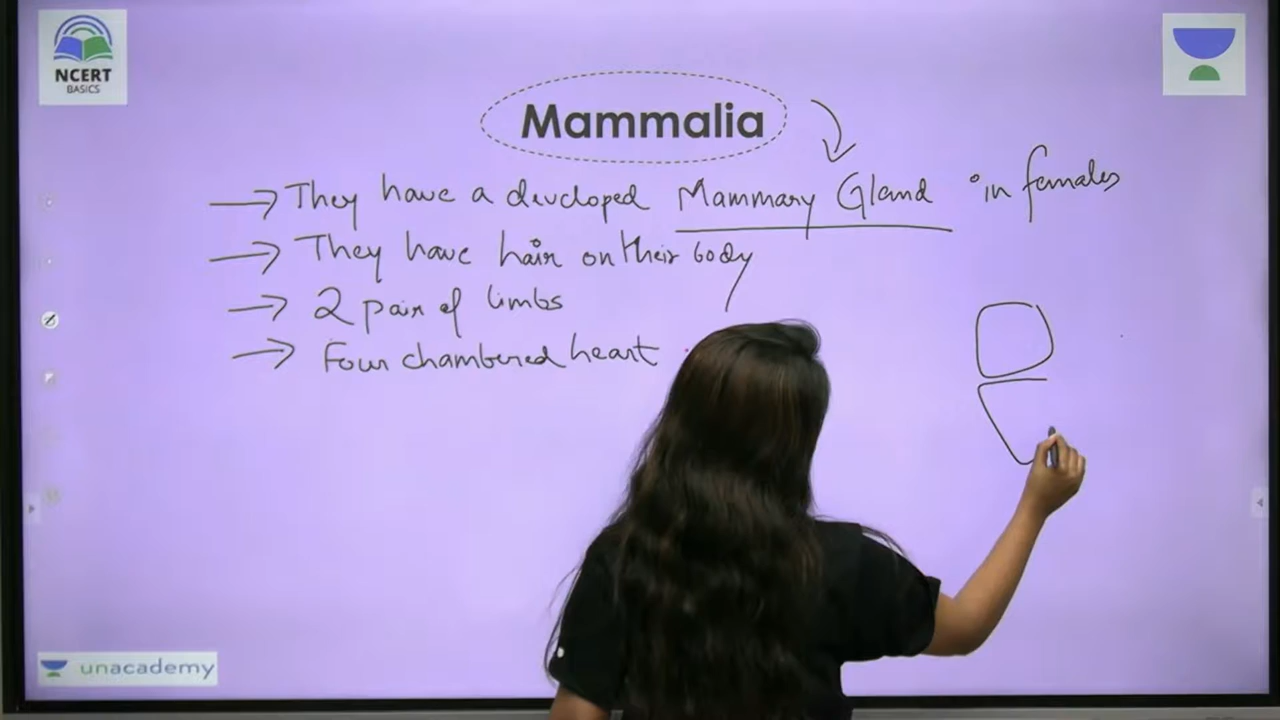 NCERT
BASICS
Mammalia
→ They have a developed Mammary Gland in females
→ They have hair on their body
→ 2 pair of limbs
→ Four chambered heart
unacademy